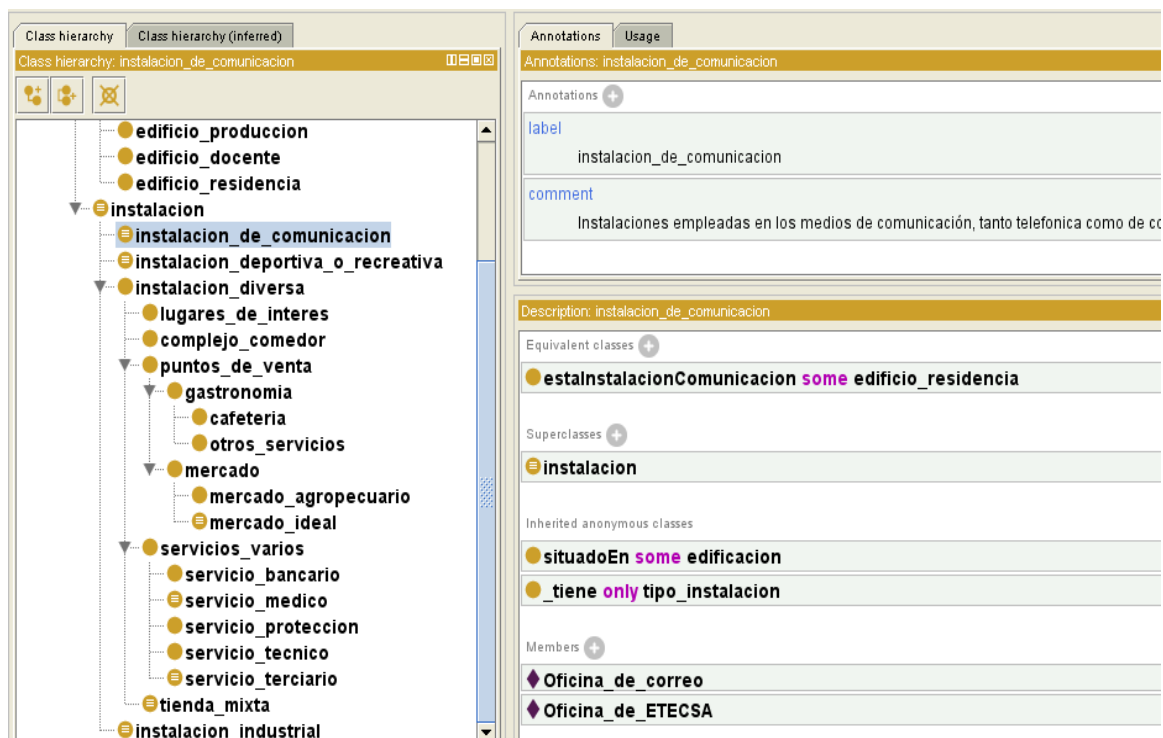 Class hierarchy
Class hierarchy (inferred)
Class hierarchy: instalacion_de_comunicacion
edificio_produccion
edificio_docente
edificio_residencia
instalacion
instalacion_de_comunicacion
instalacion_deportiva_o_recreativa
instalacion_diversa
lugares_de_interes
complejo_comedor
puntos_de_venta
gastronomia
cafeteria
otros_servicios
mercado
mercado_agropecuario
mercado_ideal
servicios_varios
servicio_bancario
servicio_medico
servicio_proteccion
servicio_tecnico
servicio_terciario
tienda_mixta
instalacion_industrial
Annotations
Usage
Annotations: instalacion_de_comunicacion
Annotations
label
instalacion_de_comunicacion
comment
Instalaciones empleadas en los medios de comunicación, tanto telefonica como de co
Description: instalacion_de_comunicacion
Equivalent classes
estaInstalacionComunicacion some edificio_residencia
Superclasses
instalacion
Inherited anonymous classes
situadoEn some edificacion
_tiene only tipo_instalacion
Members
Oficina_de_correo
Oficina_de_ETECSA